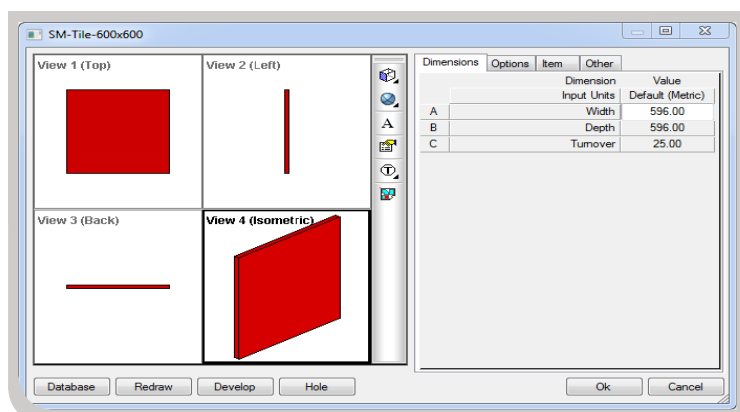 SM-Tile-600x600
View 1 (Top)
View 2 (Left)
View 3 (Back)
View 4 (Isometric)
A
T
Dimensions Options Item Other
Dimension Value
Input Units Default (Metric)
A Width 596.00
B Depth 596.00
C Turnover 25.00
Database Redraw Develop Hole Ok Cancel